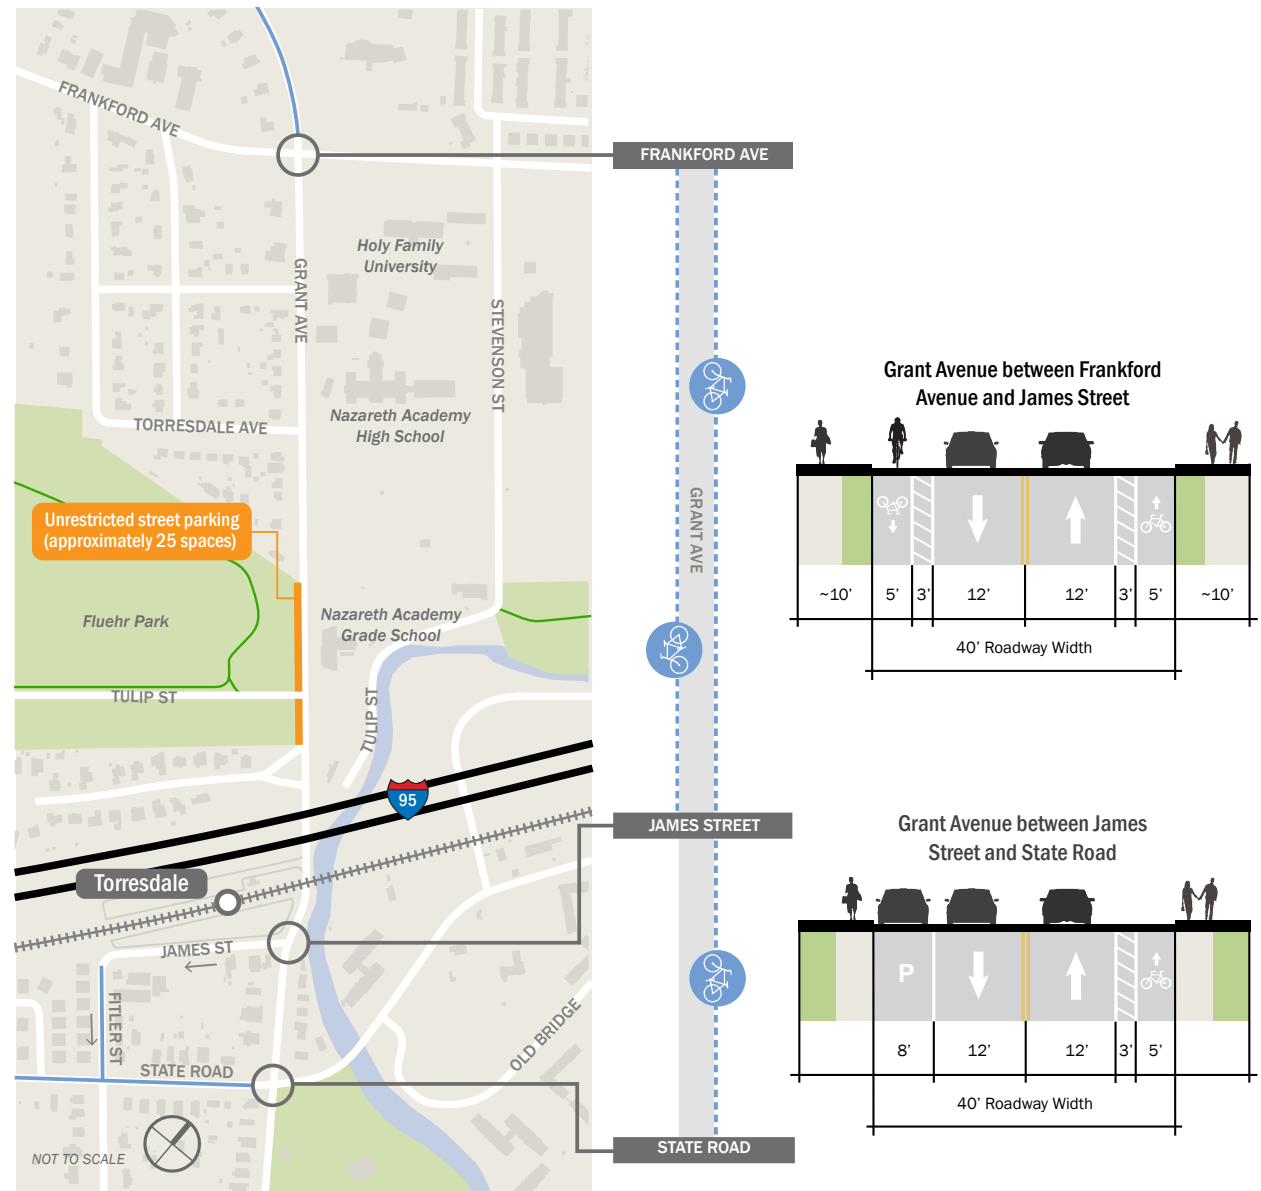 FRANKFORD AVE
GRANT AVE
Holy Family
University
STEVENSON ST
TORRESDALE AVE
Nazareth Academy
High School
Unrestricted street parking
(approximately 25 spaces)
Fluehr Park
Nazareth Academy
Grade School
TULIP ST
TULIP ST
95
Torresdale
JAMES ST
FITLER ST
STATE ROAD
OLD BRIDGE
NOT TO SCALE
FRANKFORD AVE
GRANT AVE
JAMES STREET
STATE ROAD
Grant Avenue between Frankford
Avenue and James Street
~10’ 5’ 3’ 12’ 12’ 3’ 5’ ~10’
40’ Roadway Width
Grant Avenue between James
Street and State Road
P
8’ 12’ 12’ 3’ 5’
40’ Roadway Width